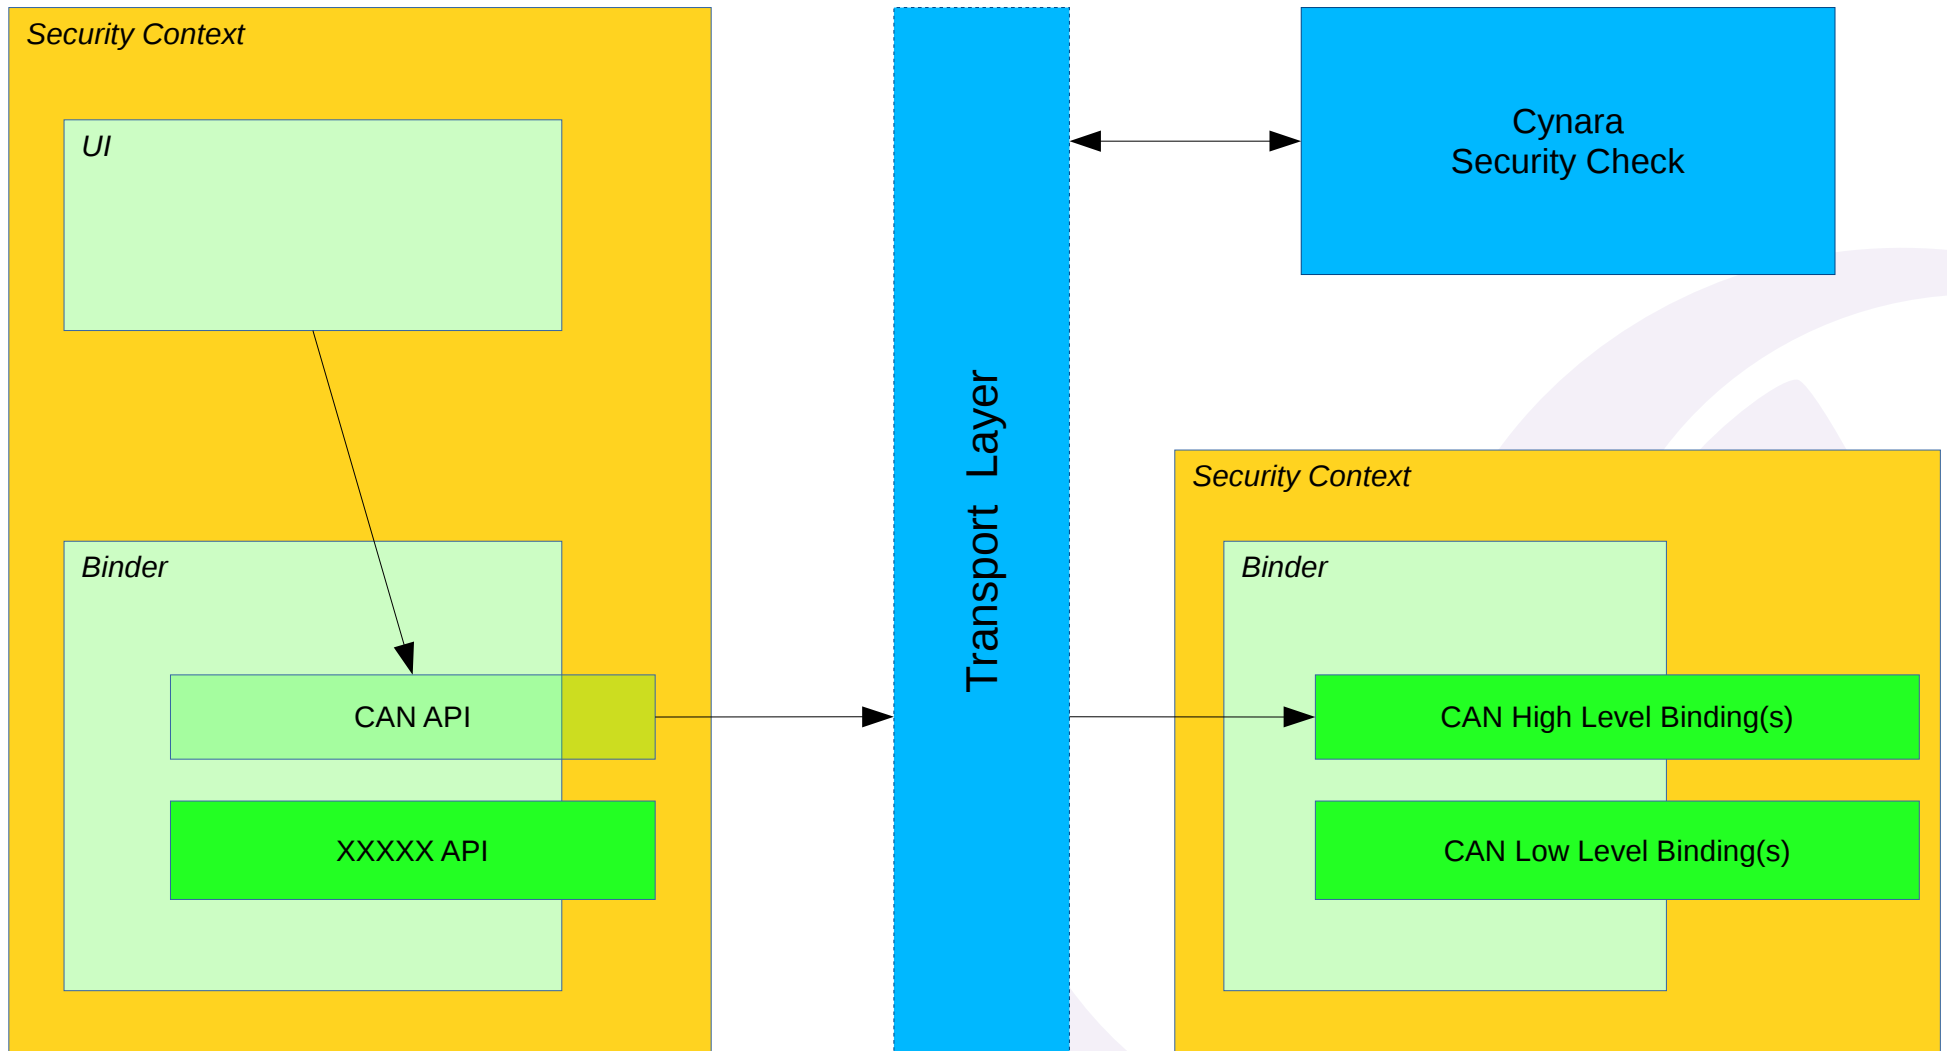 Security Context
UI
Binder
CAN API
XXXXX API
Transport Layer
Cynara
Security Check
Security Context
Binder
CAN High Level Binding(s)
CAN Low Level Binding(s)